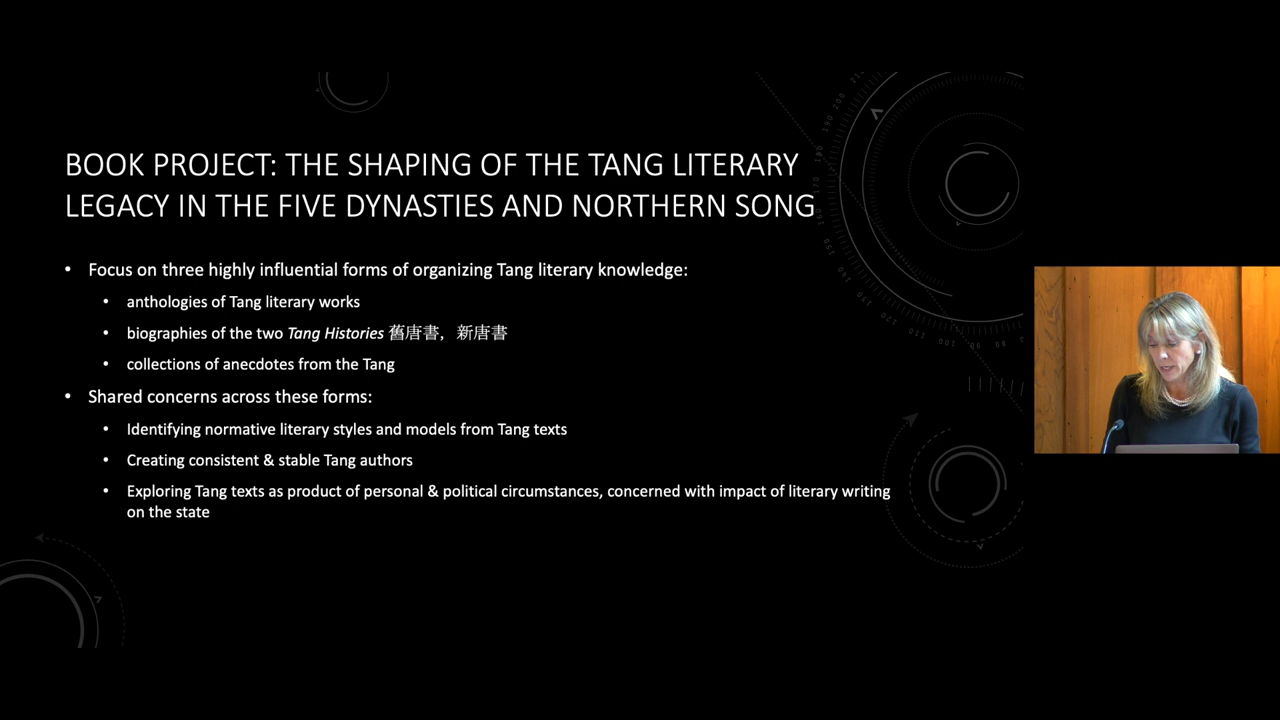 BOOK PROJECT: THE SHAPING OF THE TANG LITERARY
LEGACY IN THE FIVE DYNASTIES AND NORTHERN SONG
• Focus on three highly influential forms of organizing Tang literary knowledge:
• anthologies of Tang literary works
• biographies of the two Tang Histories 舊唐書，新唐書
• collections of anecdotes from the Tang
• Shared concerns across these forms:
• Identifying normative literary styles and models from Tang texts
• Creating consistent & stable Tang authors
• Exploring Tang texts as product of personal & political circumstances, concerned with impact of literary writing
on the state